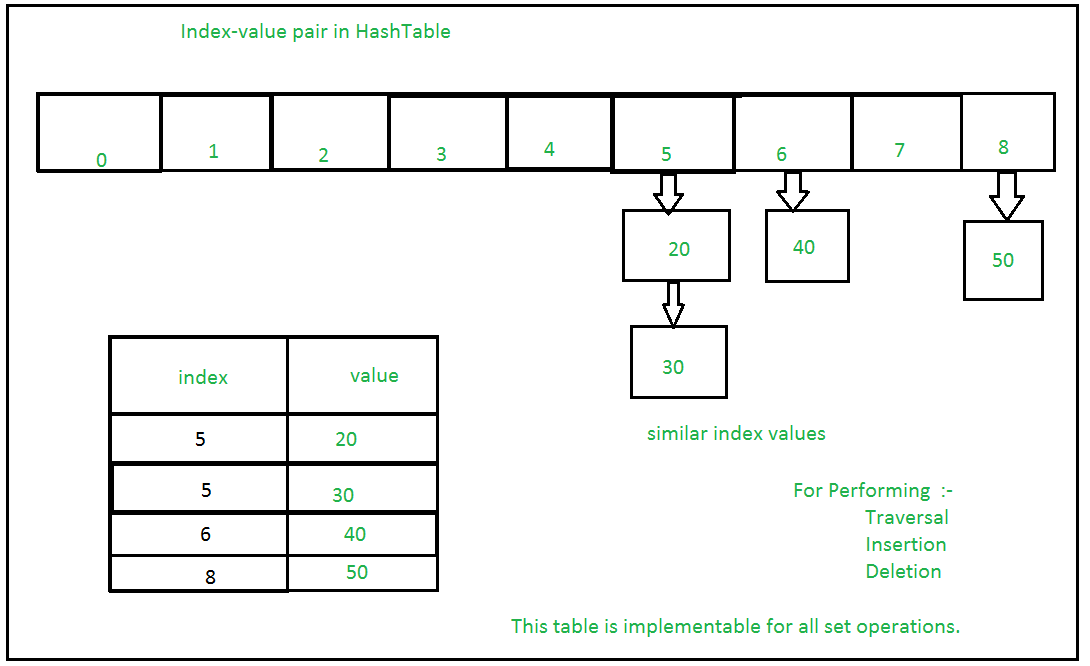 Index-value pair in HashTable
0 1 2 3 4 5 6 7 8
20 40 50
30
index value
5 20
5 30
6 40
8 50
similar index values
For Performing :-
Traversal
Insertion
Deletion
This table is implementable for all set operations.